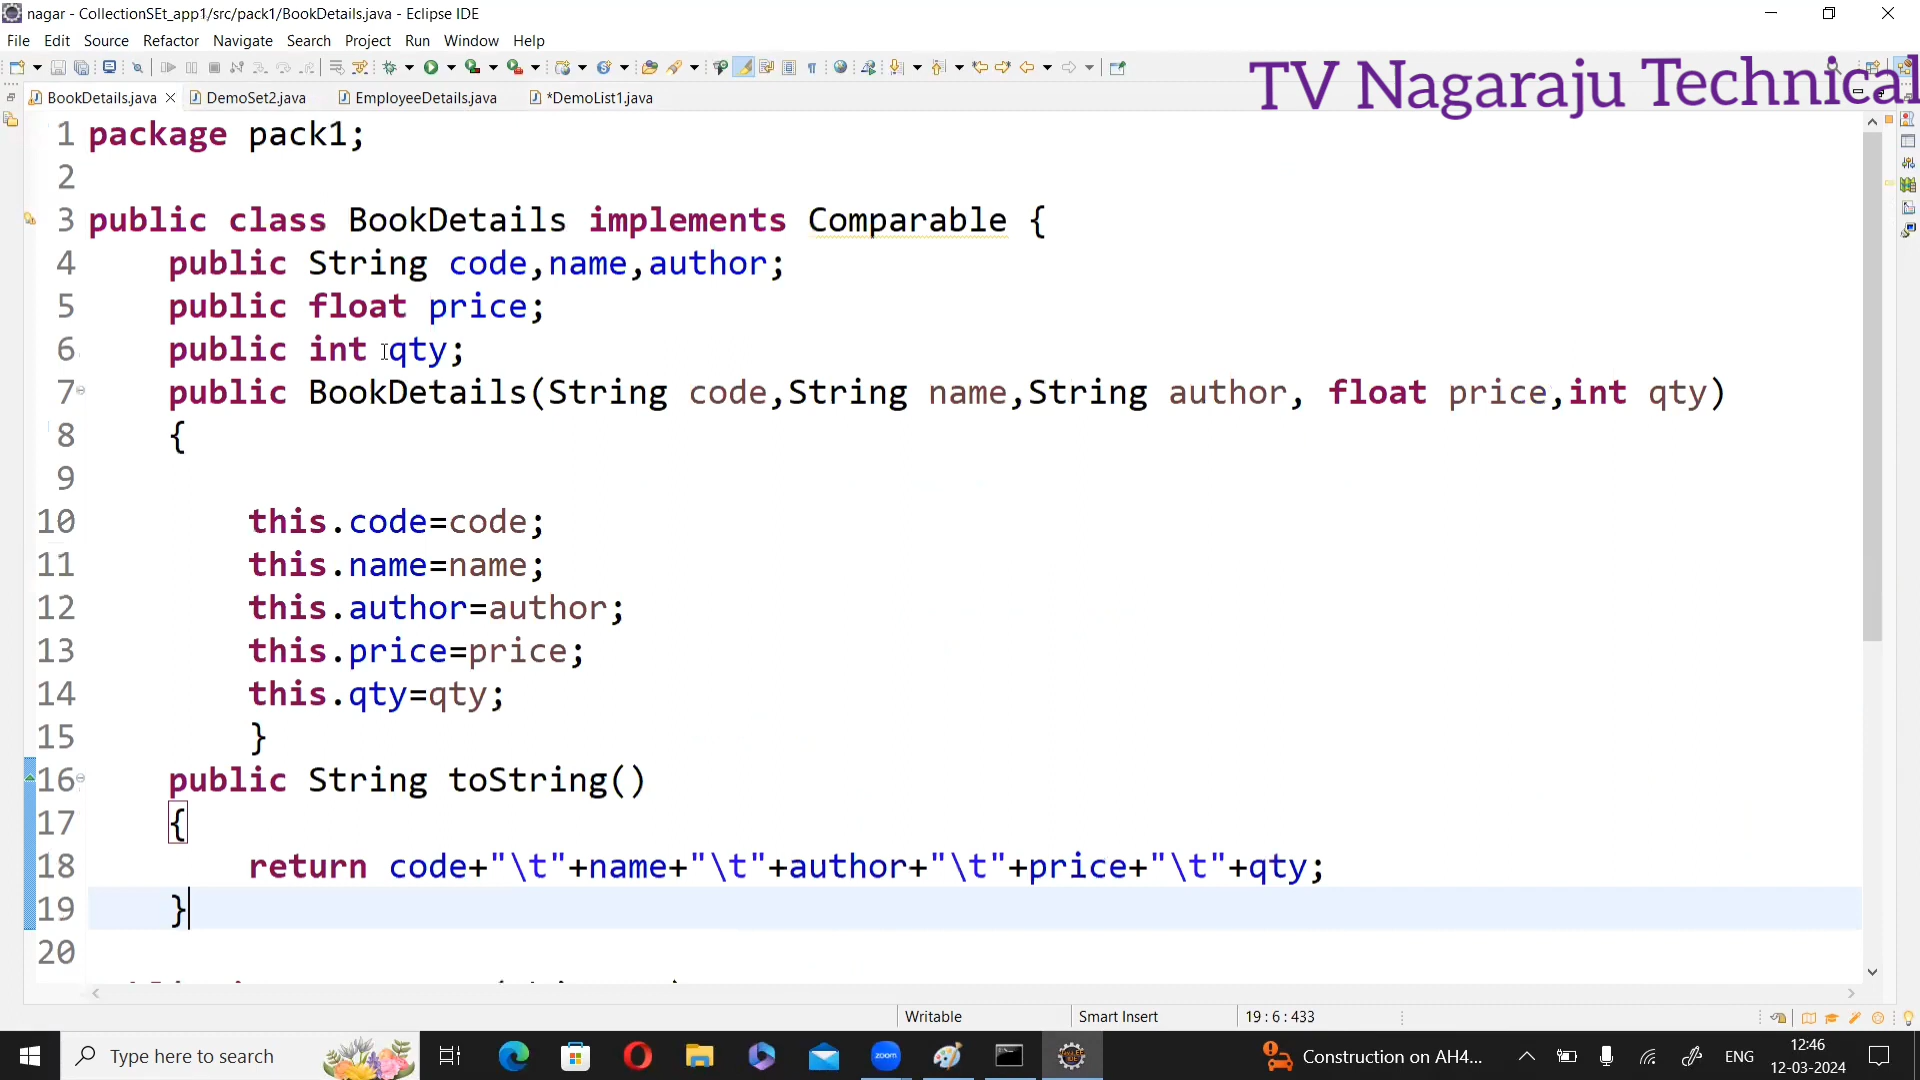 nagar - CollectionSEt_app1/src/pack1/BookDetails.java - Eclipse IDE
File Edit Source Refactor Navigate Search Project Run Window Help
TV Nagaraju Technical
BookDetails.java DemoSet2.java EmployeeDetails.java *DemoList1.java
1 package pack1;
2
3 public class BookDetails implements Comparable {
4 public String code,name,author;
5 public float price;
6 public int qty;
7 public BookDetails(String code,String name,String author, float price,int qty)
8 {
9
10 this.code=code;
11 this.name=name;
12 this.author=author;
13 this.price=price;
14 this.qty=qty;
15 }
16 public String toString()
17 {
18 return code+"\t"+name+"\t"+author+"\t"+price+"\t"+qty;
19 }
20
Writable Smart Insert 19 : 6 : 433
Type here to search zoom Construction on AH4... ENG 12:46
12-03-2024